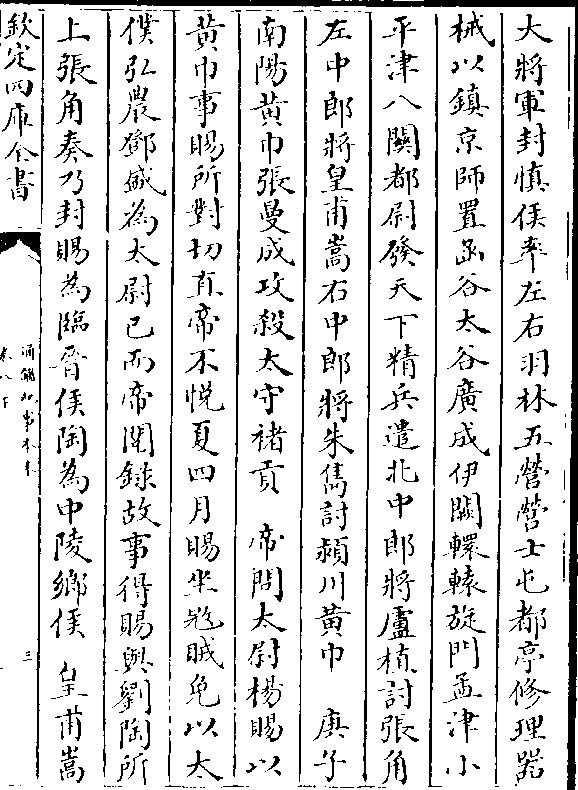 大將軍封慎侯率左右羽林五營營士屯都亭修理器
械以鎮京師置函谷太谷廣成伊闕轘轅旋門孟津小
平津八關都尉發天下精兵遣北中郎將盧植討張角
左中郎將皇甫嵩右中郎將朱儁討潁川黃巾　庚子
南陽黃巾張曼成攻殺太守褚貢　帝問太尉楊賜以
黃巾事賜所對切直帝不悅夏四月賜坐寇賊免以太
僕弘農鄧盛為太尉已而帝閱錄故事得賜與劉陶所
上張角奏乃封賜為臨晉侯陶為中陵鄉侯　皇甫嵩
欽定四庫全書
通鑑紀事本末
卷八下
三